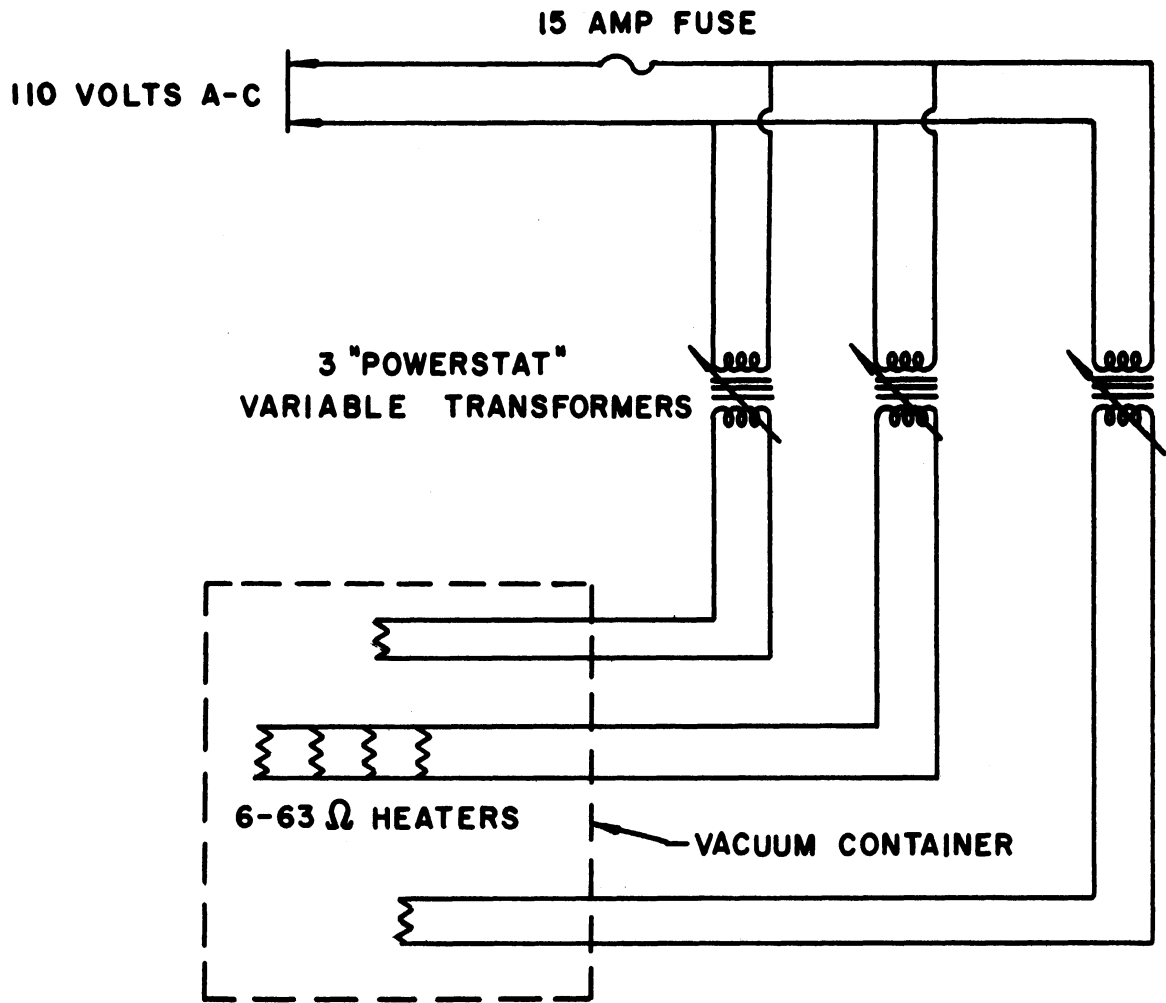 15 AMP FUSE
110 VOLTS A-C
3 "POWERSTAT"
VARIABLE TRANSFORMERS
6-63 Ω HEATERS
VACUUM CONTAINER